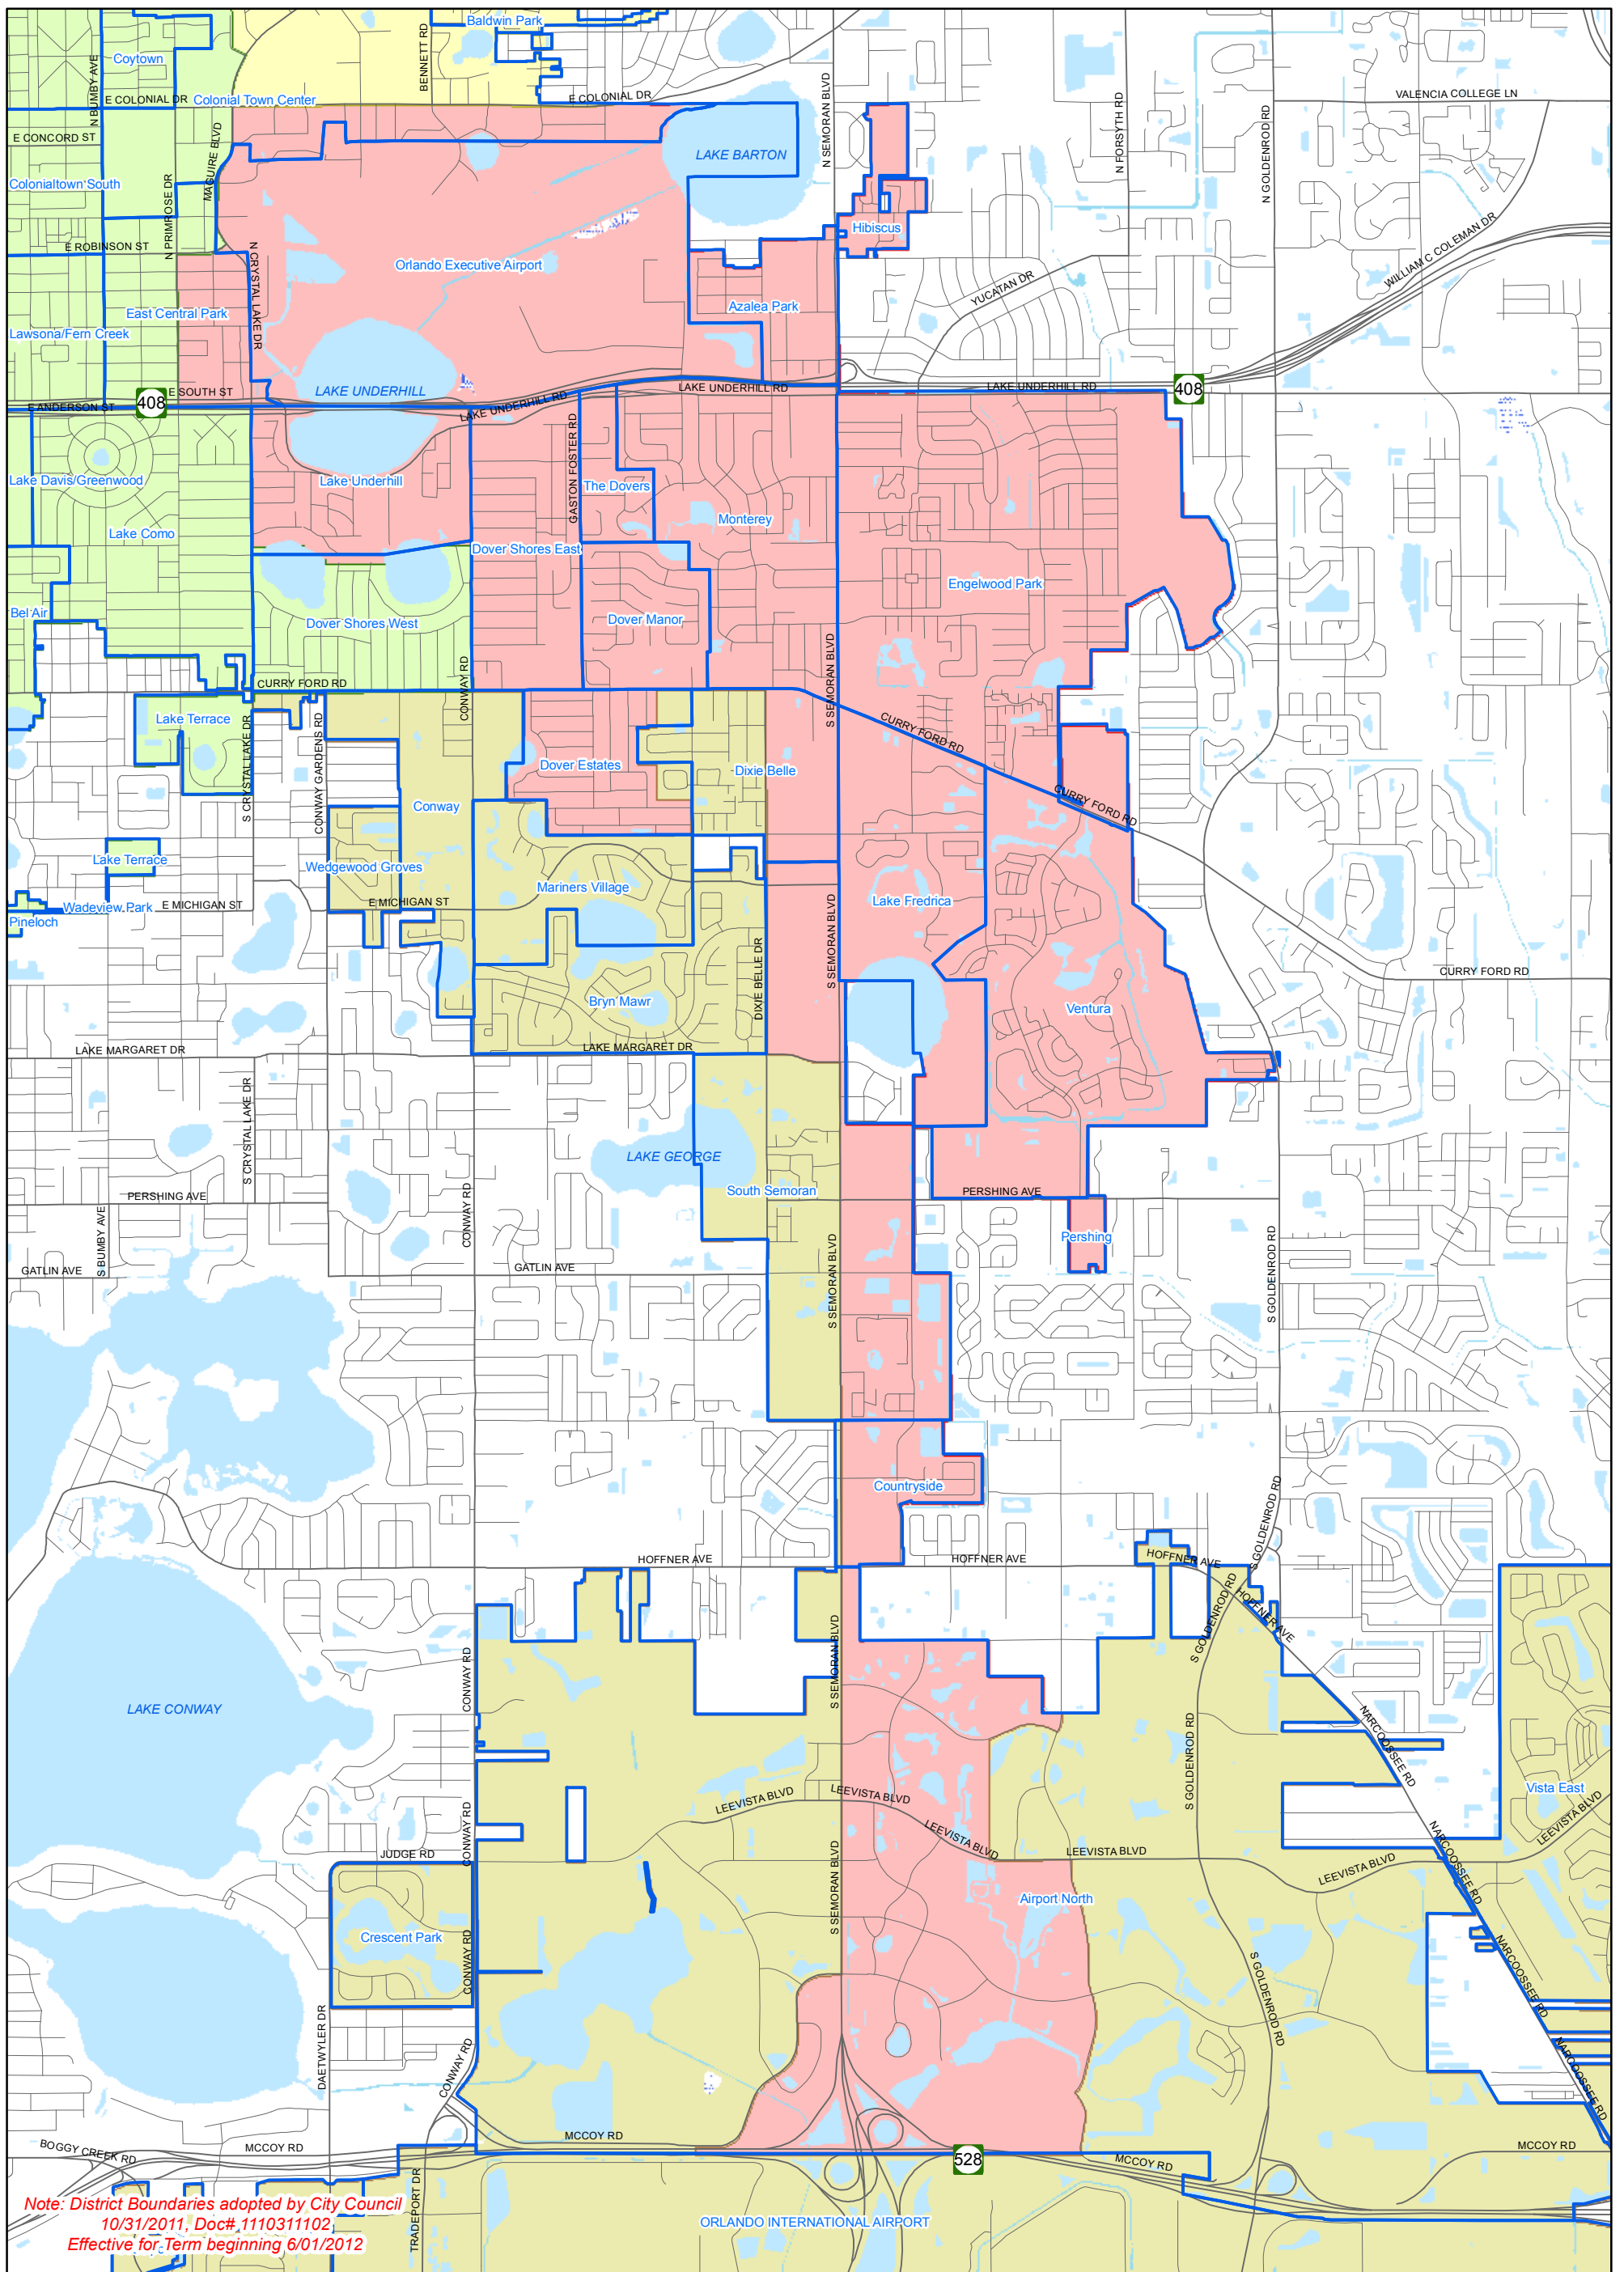 Baldwin Park
Coytown
N BUMBY AVE
BENNETT RD
E COLONIAL DR
Colonial Town Center
E COLONIAL DR
VALENCIA COLLEGE LN
E CONCORD ST
MAGUIRE BLVD
LAKE BARTON
N SEMORAN BLVD
N FORSYTH RD
N GOLDENROD RD
Colonialtown South
N PRIMROSE DR
Hibiscus
E ROBINSON ST
N CRYSTAL LAKE DR
Orlando Executive Airport
WILLIAM C COLEMAN DR
YUCATAN DR
East Central Park
Azalea Park
Lawsona/Fern Creek
LAKE UNDERHILL
E SOUTH ST
LAKE UNDERHILL RD
LAKE UNDERHILL RD
408
408
E ANDERSON ST
LAKE UNDERHILL RD
GASTON FOSTER RD
Lake Davis/Greenwood
Lake Underhill
The Dovers
Monterey
Lake Como
Dover Shores East
Engelwood Park
Bel Air
Dover Shores West
Dover Manor
S SEMORAN BLVD
CONWAY RD
CURRY FORD RD
Lake Terrace
S CRYSTAL LAKE DR
CONWAY GARDENS RD
CURRY FORD RD
Dover Estates
Dixie Belle
Conway
CURRY FORD RD
Lake Terrace
Wedgewood Groves
Mariners Village
Lake Fredrica
Wadeview Park
E MICHIGAN ST
E MICHIGAN ST
Pineloch
S SEMORAN BLVD
DIXIE BELLE DR
CURRY FORD RD
Bryn Mawr
Ventura
LAKE MARGARET DR
LAKE MARGARET DR
S CRYSTAL LAKE DR
LAKE GEORGE
South Semoran
PERSHING AVE
PERSHING AVE
S BUMBY AVE
CONWAY RD
Pershing
S SEMORAN BLVD
S GOLDENROD RD
GATLIN AVE
GATLIN AVE
Countryside
S GOLDENROD RD
HOFFNER AVE
HOFFNER AVE
HOFFNER AVE
S GOLDENROD RD
HOFFNER AVE
CONWAY RD
S SEMORAN BLVD
LAKE CONWAY
S GOLDENROD RD
NARCOOSSEE RD
Vista East
LEEVISTA BLVD
LEEVISTA BLVD
LEEVISTA BLVD
LEEVISTA BLVD
CONWAY RD
JUDGE RD
LEEVISTA BLVD
NARCOOSSEE RD
LEEVISTA BLVD
S SEMORAN BLVD
Airport North
Crescent Park
CONWAY RD
NARCOOSSEE RD
S GOLDENROD RD
DAETWYLER DR
CONWAY RD
NARCOOSSEE RD
MCCOY RD
MCCOY RD
BOGGY CREEK RD
528
MCCOY RD
MCCOY RD
TRADEPORT DR
Note: District Boundaries adopted by City Council
10/31/2011, Doc# 1110311102
Effective for Term beginning 6/01/2012
ORLANDO INTERNATIONAL AIRPORT